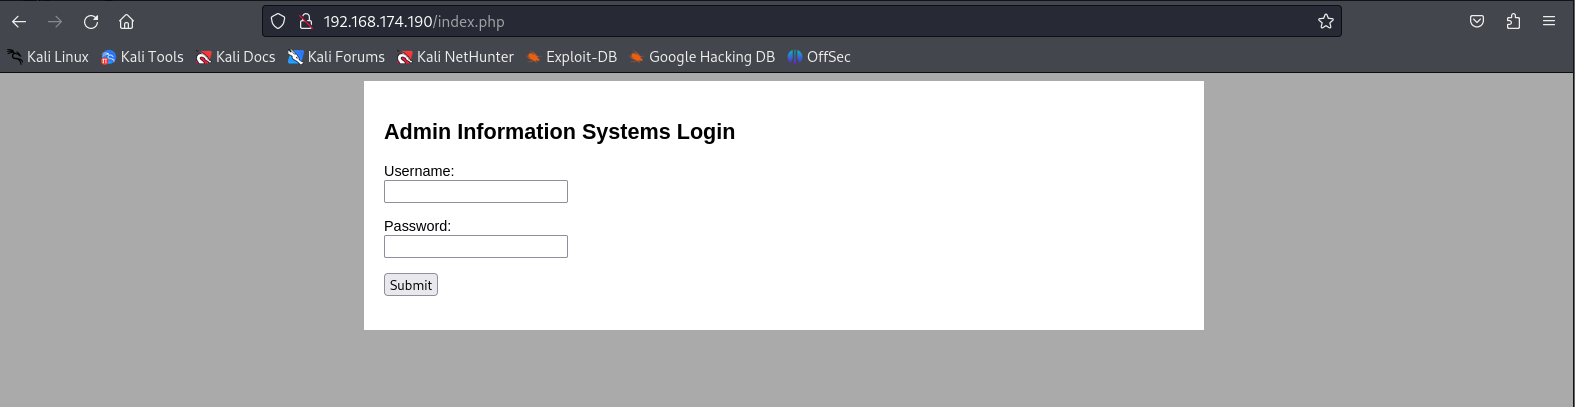 192.168.174.190/index.php
Kali Linux Kali Tools Kali Docs Kali Forums Kali NetHunter Exploit-DB Google Hacking DB OffSec
Admin Information Systems Login
Username:
Password:
Submit